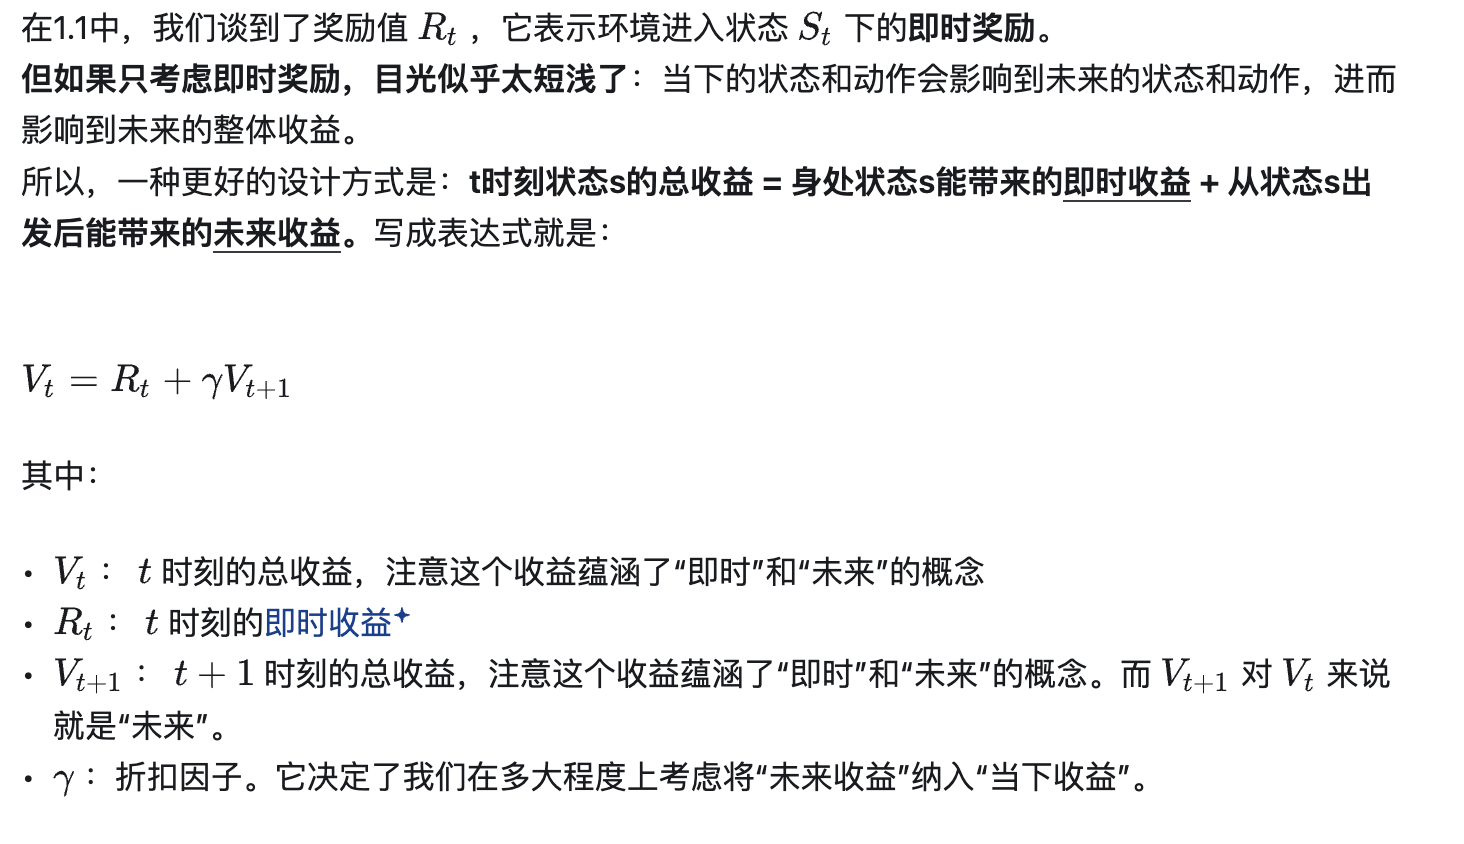 在1.1中，我们谈到了奖励值 R_t ，它表示环境进入状态 S_t 下的即时奖励。
但如果只考虑即时奖励，目光似乎太短浅了：当下的状态和动作会影响到未来的状态和动作，进而
影响到未来的整体收益。
所以，一种更好的设计方式是：t时刻状态s的总收益 = 身处状态s能带来的即时收益 + 从状态s出
发后能带来的未来收益。写成表达式就是：
V_t = R_t + γV_{t+1}
其中：
• V_t ： t 时刻的总收益，注意这个收益蕴涵了“即时”和“未来”的概念
• R_t ： t 时刻的即时收益
• V_{t+1} ： t + 1 时刻的总收益，注意这个收益蕴涵了“即时”和“未来”的概念。而 V_{t+1} 对 V_t 来说
就是“未来”。
• γ ：折扣因子。它决定了我们在多大程度上考虑将“未来收益”纳入“当下收益”。